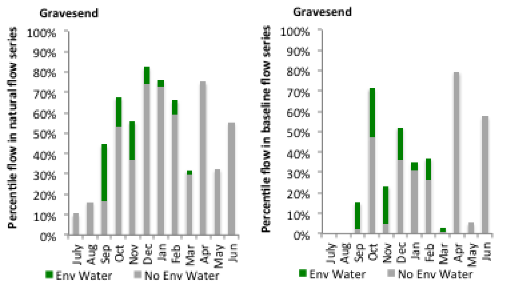 Gravesend
Percentile flow in natural flow series
100%
90%
80%
70%
60%
50%
40%
30%
20%
10%
0%
July Aug Sep Oct Nov Dec Jan Feb Mar Apr May Jun
Env Water No Env Water
Gravesend
Percentile flow in baseline flow series
100%
90%
80%
70%
60%
50%
40%
30%
20%
10%
0%
July Aug Sep Oct Nov Dec Jan Feb Mar Apr May Jun
Env Water No Env Water